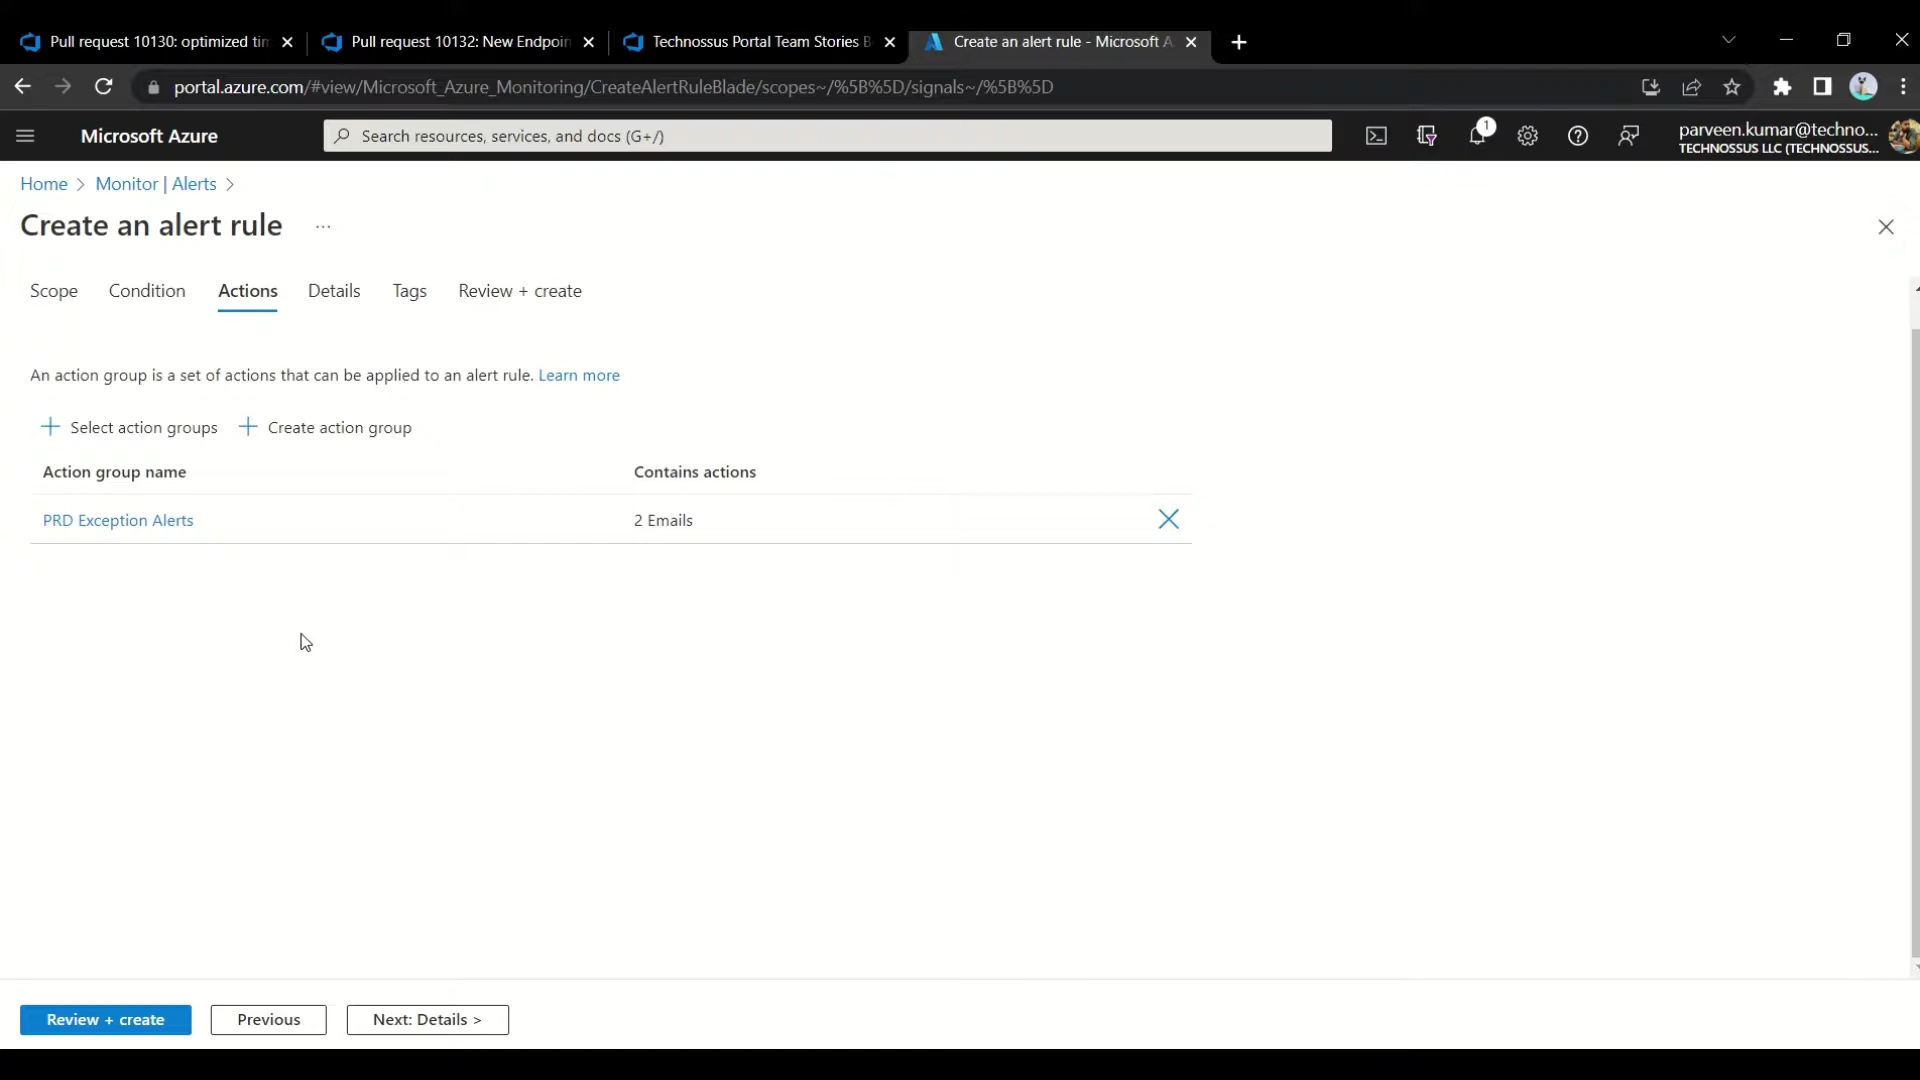 Pull request 10130: optimized tim
Pull request 10132: New Endpoin
Technossus Portal Team Stories B
Create an alert rule - Microsoft A
portal.azure.com/#view/Microsoft_Azure_Monitoring/CreateAlertRuleBlade/scopes~/%5B%5D/signals~/%5B%5D
Microsoft Azure
Search resources, services, and docs (G+/)
1
parveen.kumar@techno...
TECHNOSSUS LLC (TECHNOSSUS...
Home > Monitor | Alerts >
Create an alert rule ...
Scope Condition Actions Details Tags Review + create
An action group is a set of actions that can be applied to an alert rule. Learn more
+ Select action groups + Create action group
Action group name Contains actions
PRD Exception Alerts 2 Emails
Review + create Previous Next: Details >